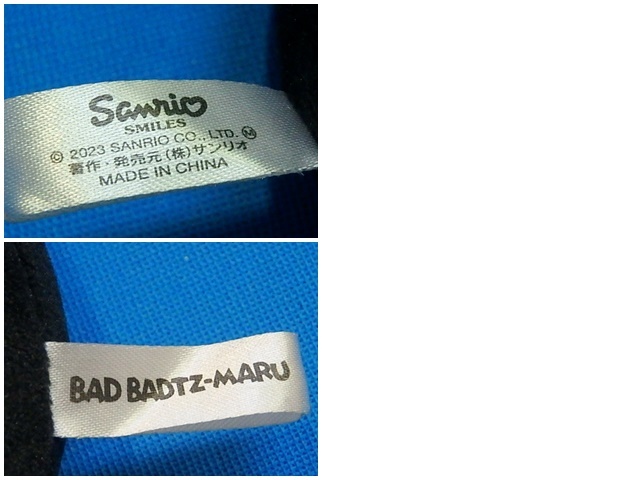 Sanrio
SMILES
© 2023 SANRIO CO., LTD. Ⓜ
著作・発売元(株)サンリオ
MADE IN CHINA
BAD BADTZ-MARU